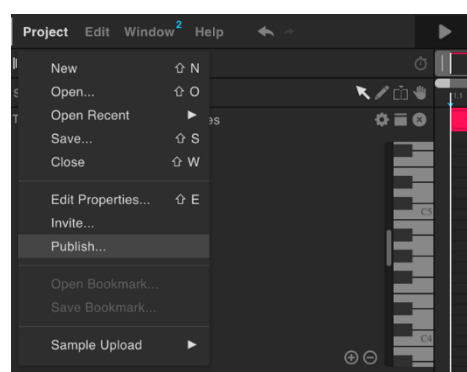 Project Edit Window 2 Help
New ⇧ N
Open... ⇧ O
Open Recent ▶
Save... ⇧ S
Close ⇧ W
Edit Properties... ⇧ E
Invite...
Publish...
Open Bookmark...
Save Bookmark...
Sample Upload ▶
C5
C4